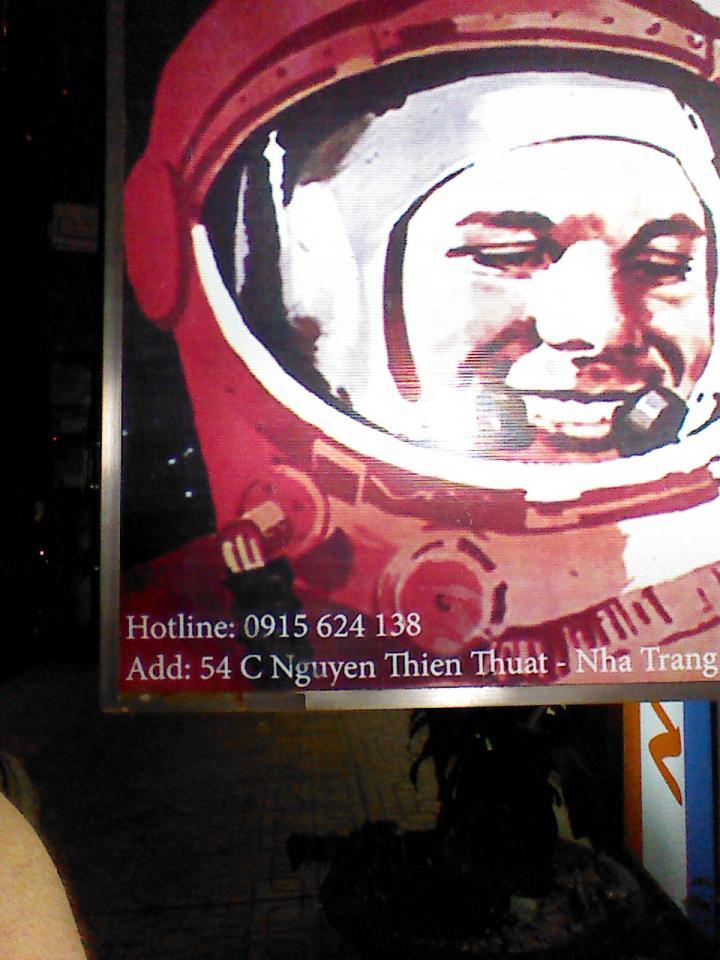 Hotline: 0915 624 138
Add: 54 C Nguyen Thien Thuat - Nha Trang